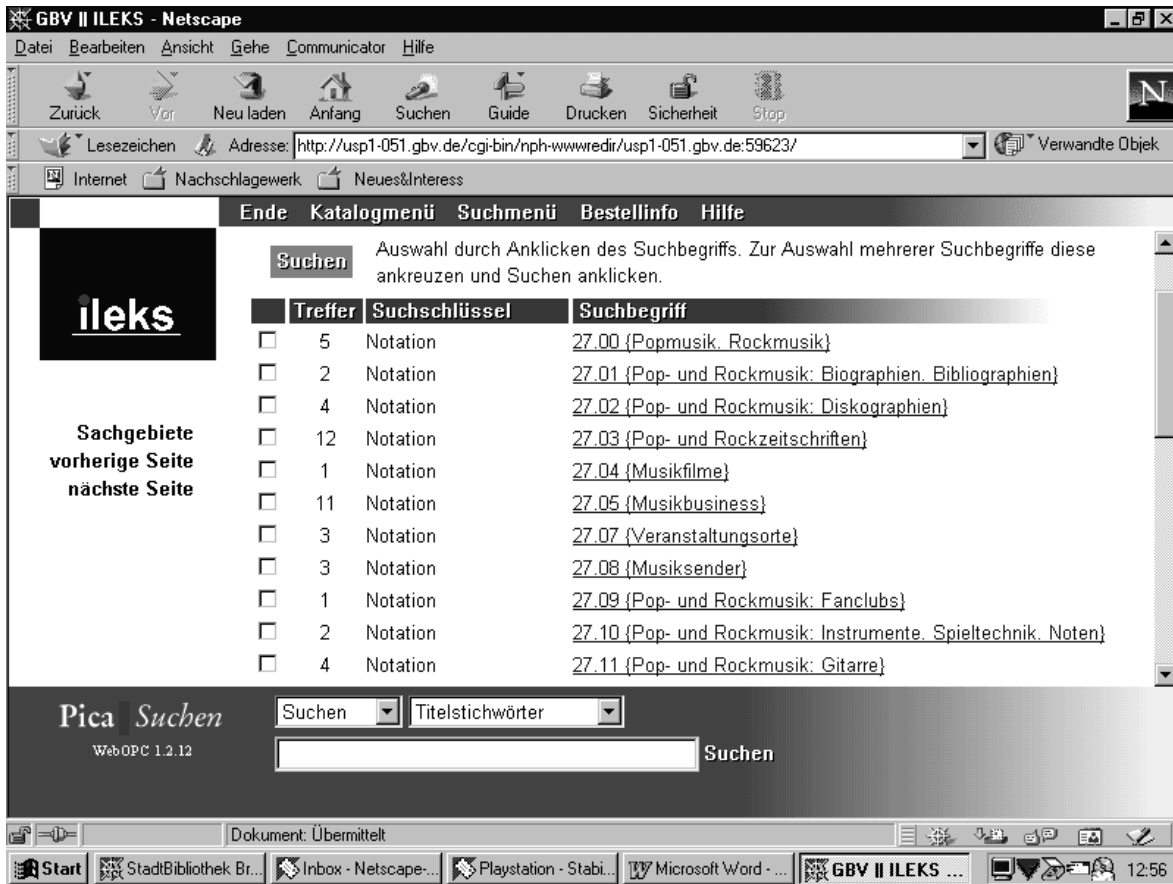 GBV || ILEKS - Netscape
Datei Bearbeiten Ansicht Gehe Communicator Hilfe
Zurück Vor Neu laden Anfang Suchen Guide Drucken Sicherheit Stop
N
Lesezeichen Adresse: http://usp1-051.gbv.de/cgi-bin/nph-wwwredir/usp1-051.gbv.de:59623/ Verwandte Objek
Internet Nachschlagewerk Neues&Interess
Ende Katalogmenü Suchmenü Bestellinfo Hilfe
ileks
Sachgebiete
vorherige Seite
nächste Seite
Suchen Auswahl durch Anklicken des Suchbegriffs. Zur Auswahl mehrerer Suchbegriffe diese
ankreuzen und Suchen anklicken.
Treffer Suchschlüssel Suchbegriff
5 Notation 27.00 {Popmusik. Rockmusik}
2 Notation 27.01 {Pop- und Rockmusik: Biographien. Bibliographien}
4 Notation 27.02 {Pop- und Rockmusik: Diskographien}
12 Notation 27.03 {Pop- und Rockzeitschriften}
1 Notation 27.04 {Musikfilme}
11 Notation 27.05 {Musikbusiness}
3 Notation 27.07 {Veranstaltungsorte}
3 Notation 27.08 {Musiksender}
1 Notation 27.09 {Pop- und Rockmusik: Fanclubs}
2 Notation 27.10 {Pop- und Rockmusik: Instrumente. Spieltechnik. Noten}
4 Notation 27.11 {Pop- und Rockmusik: Gitarre}
Pica Suchen
WebOPC 1.2.12
Suchen Titelstichwörter
Suchen
Dokument: Übermittelt
Start StadtBibliothek Br... Inbox - Netscape-... Playstation - Stabi... Microsoft Word - ... GBV || ILEKS ... 12:56